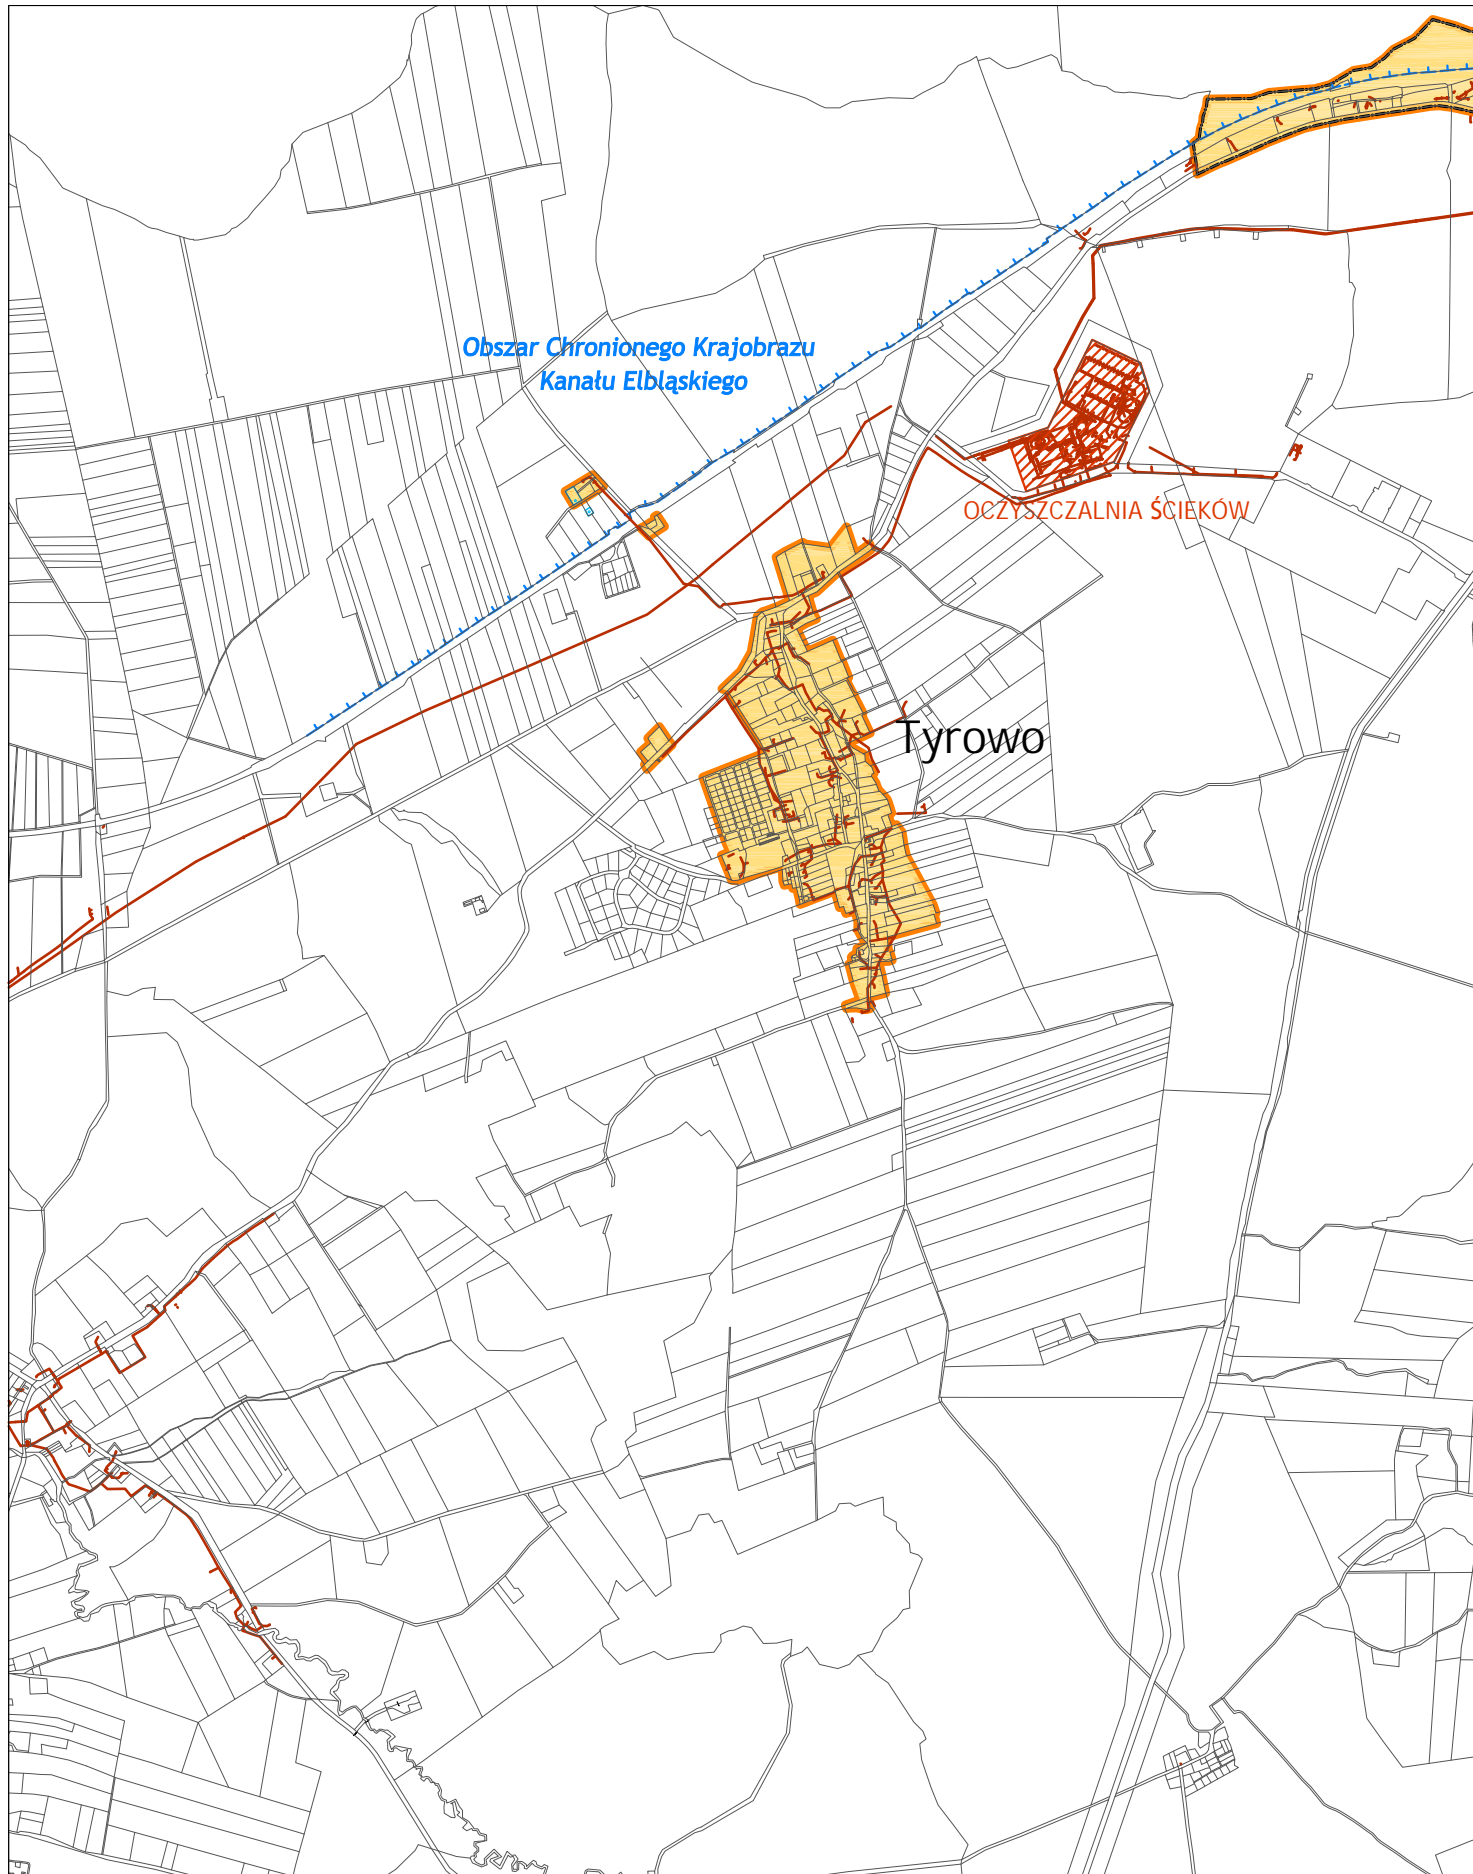 Obszar Chronionego Krajobrazu
Kanału Elbląskiego
OCZYSZCZALNIA ŚCIEKÓW
Tyrowo